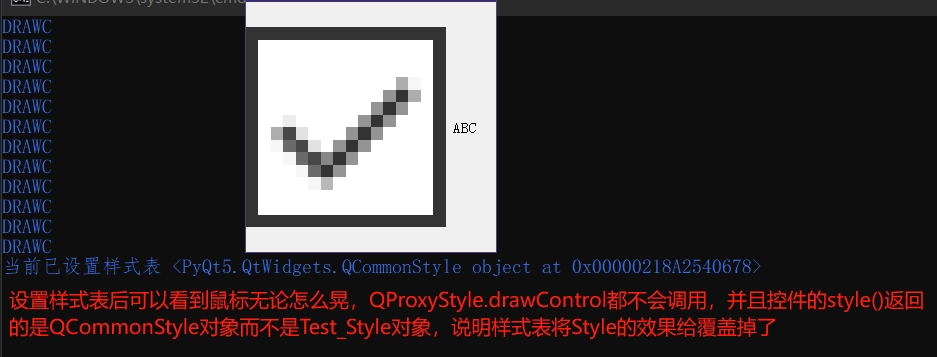 C:\WINDOWS\system32\cmd
DRAWC
DRAWC
DRAWC
DRAWC
DRAWC
DRAWC
DRAWC
DRAWC
DRAWC
DRAWC
DRAWC
DRAWC
ABC
当前已设置样式表 <PyQt5.QtWidgets.QCommonStyle object at 0x00000218A2540678>
设置样式表后可以看到鼠标无论怎么晃，QProxyStyle.drawControl都不会调用，并且控件的style()返回
的是QCommonStyle对象而不是Test_Style对象，说明样式表将Style的效果给覆盖掉了